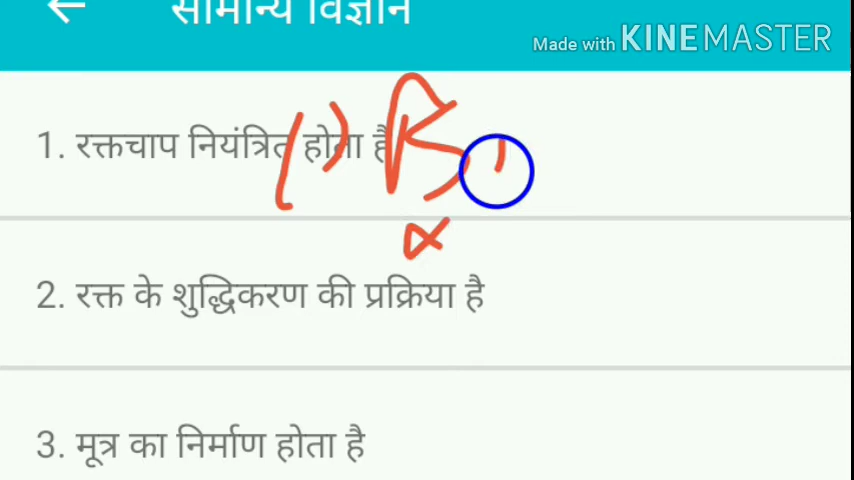 सामान्य विज्ञान
Made with KINEMASTER
1. रक्तचाप नियंत्रित होता है
2. रक्त के शुद्धिकरण की प्रक्रिया है
3. मूत्र का निर्माण होता है